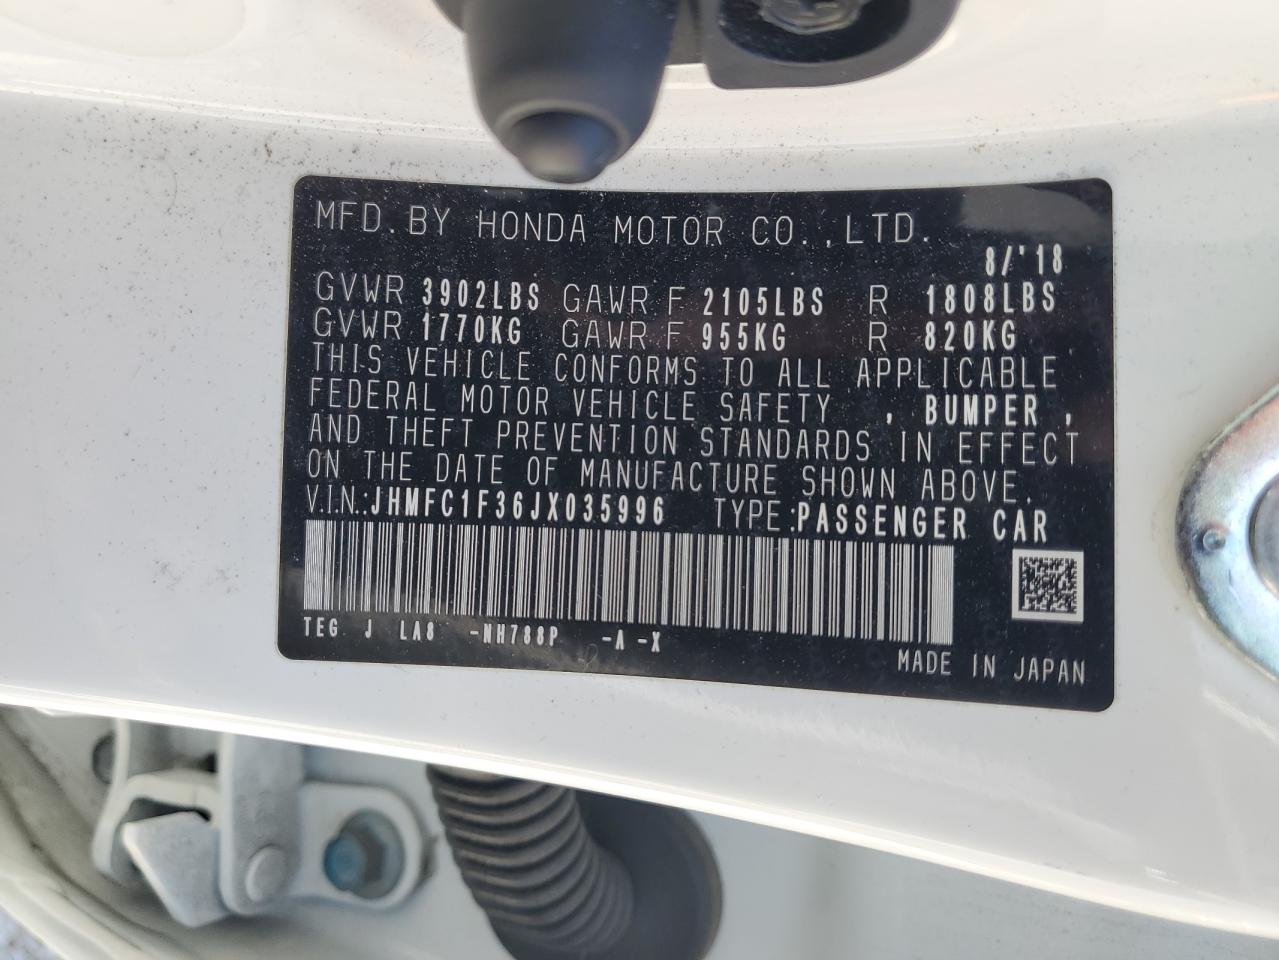 MFD. BY HONDA MOTOR CO., LTD.
8/'18
GVWR 3902LBS GAWR F 2105LBS R 1808LBS
GVWR 1770KG GAWR F 955KG R 820KG
THIS VEHICLE CONFORMS TO ALL APPLICABLE
FEDERAL MOTOR VEHICLE SAFETY , BUMPER ,
AND THEFT PREVENTION STANDARDS IN EFFECT
ON THE DATE OF MANUFACTURE SHOWN ABOVE.
V.I.N.:JHMFC1F36JX035996 TYPE:PASSENGER CAR
TEG J LA8 -NH788P -A -X
MADE IN JAPAN